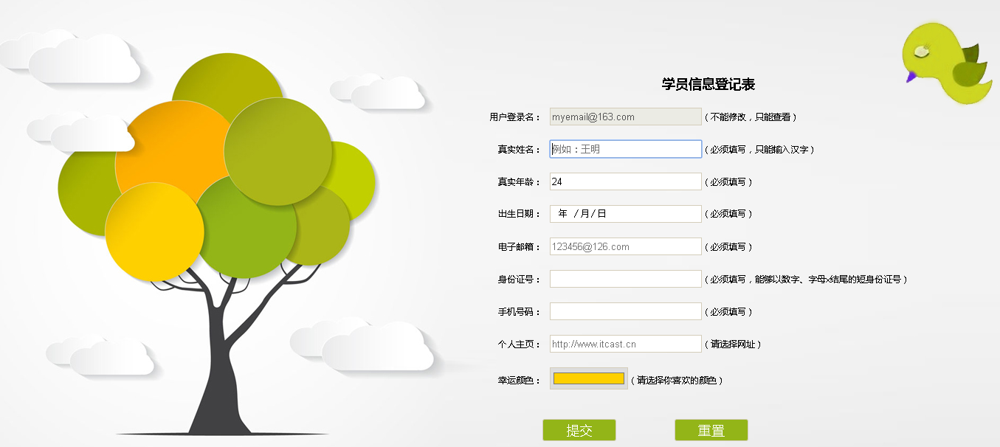 学员信息登记表
用户登录名： myemail@163.com （不能修改，只能查看）
真实姓名： 例如：王明 （必须填写，只能输入汉字）
真实年龄： 24 （必须填写）
出生日期： 年 /月/日 （必须填写）
电子邮箱： 123456@126.com （必须填写）
身份证号： （必须填写，能够以数字、字母x结尾的短身份证号）
手机号码： （必须填写）
个人主页： http://www.itcast.cn （请选择网址）
幸运颜色： （请选择你喜欢的颜色）
提交 重置